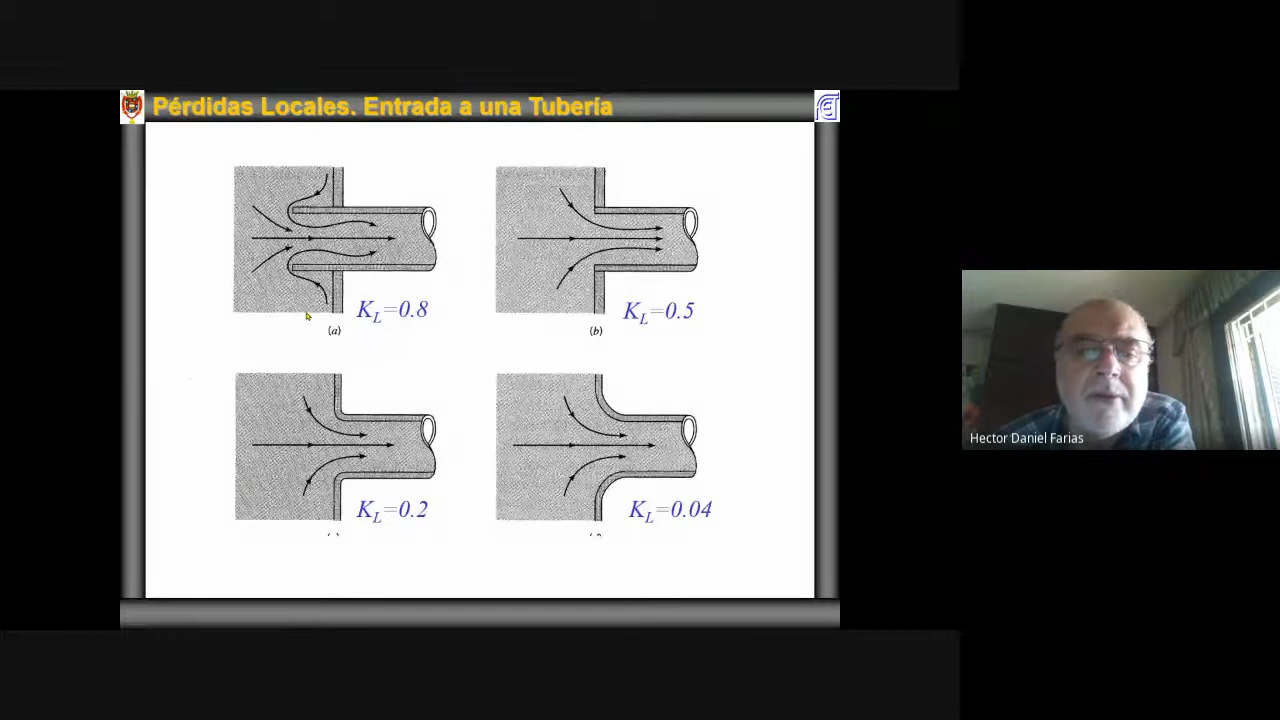 Pérdidas Locales. Entrada a una Tubería
K_L=0.8
(a)
K_L=0.5
(b)
K_L=0.2
K_L=0.04
Hector Daniel Farias